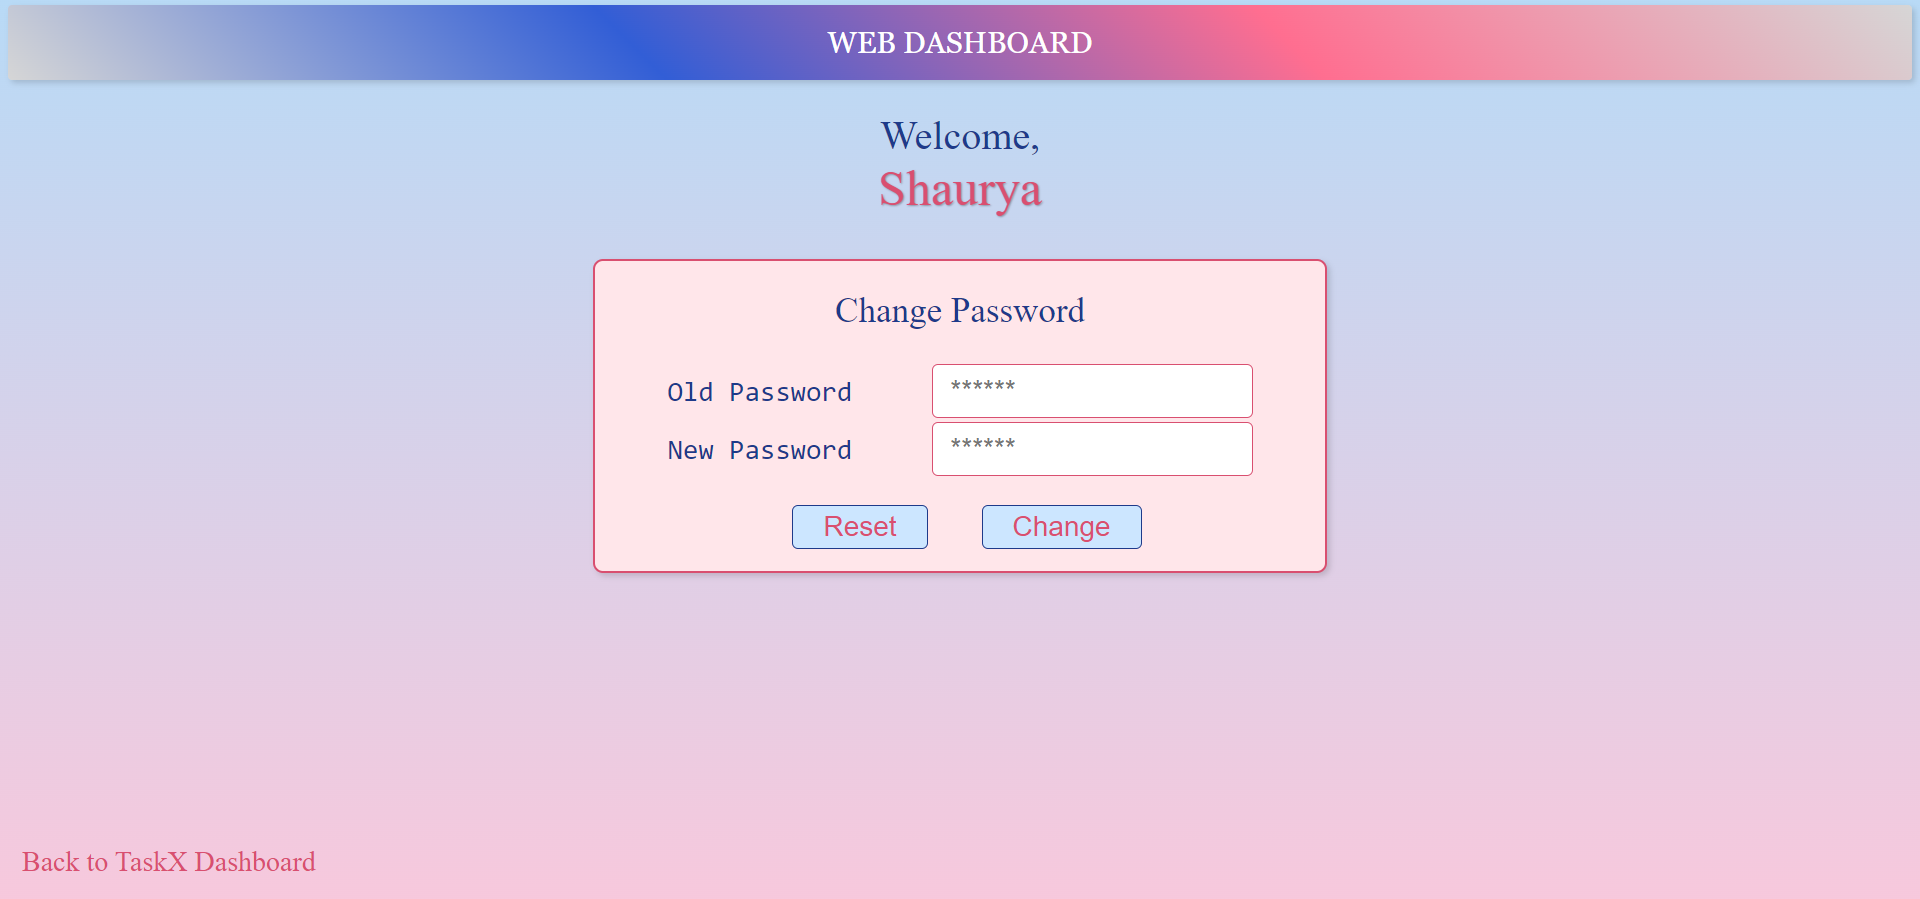 WEB DASHBOARD
Welcome,
Shaurya
Change Password
Old Password ******
New Password ******
Reset Change
Back to TaskX Dashboard